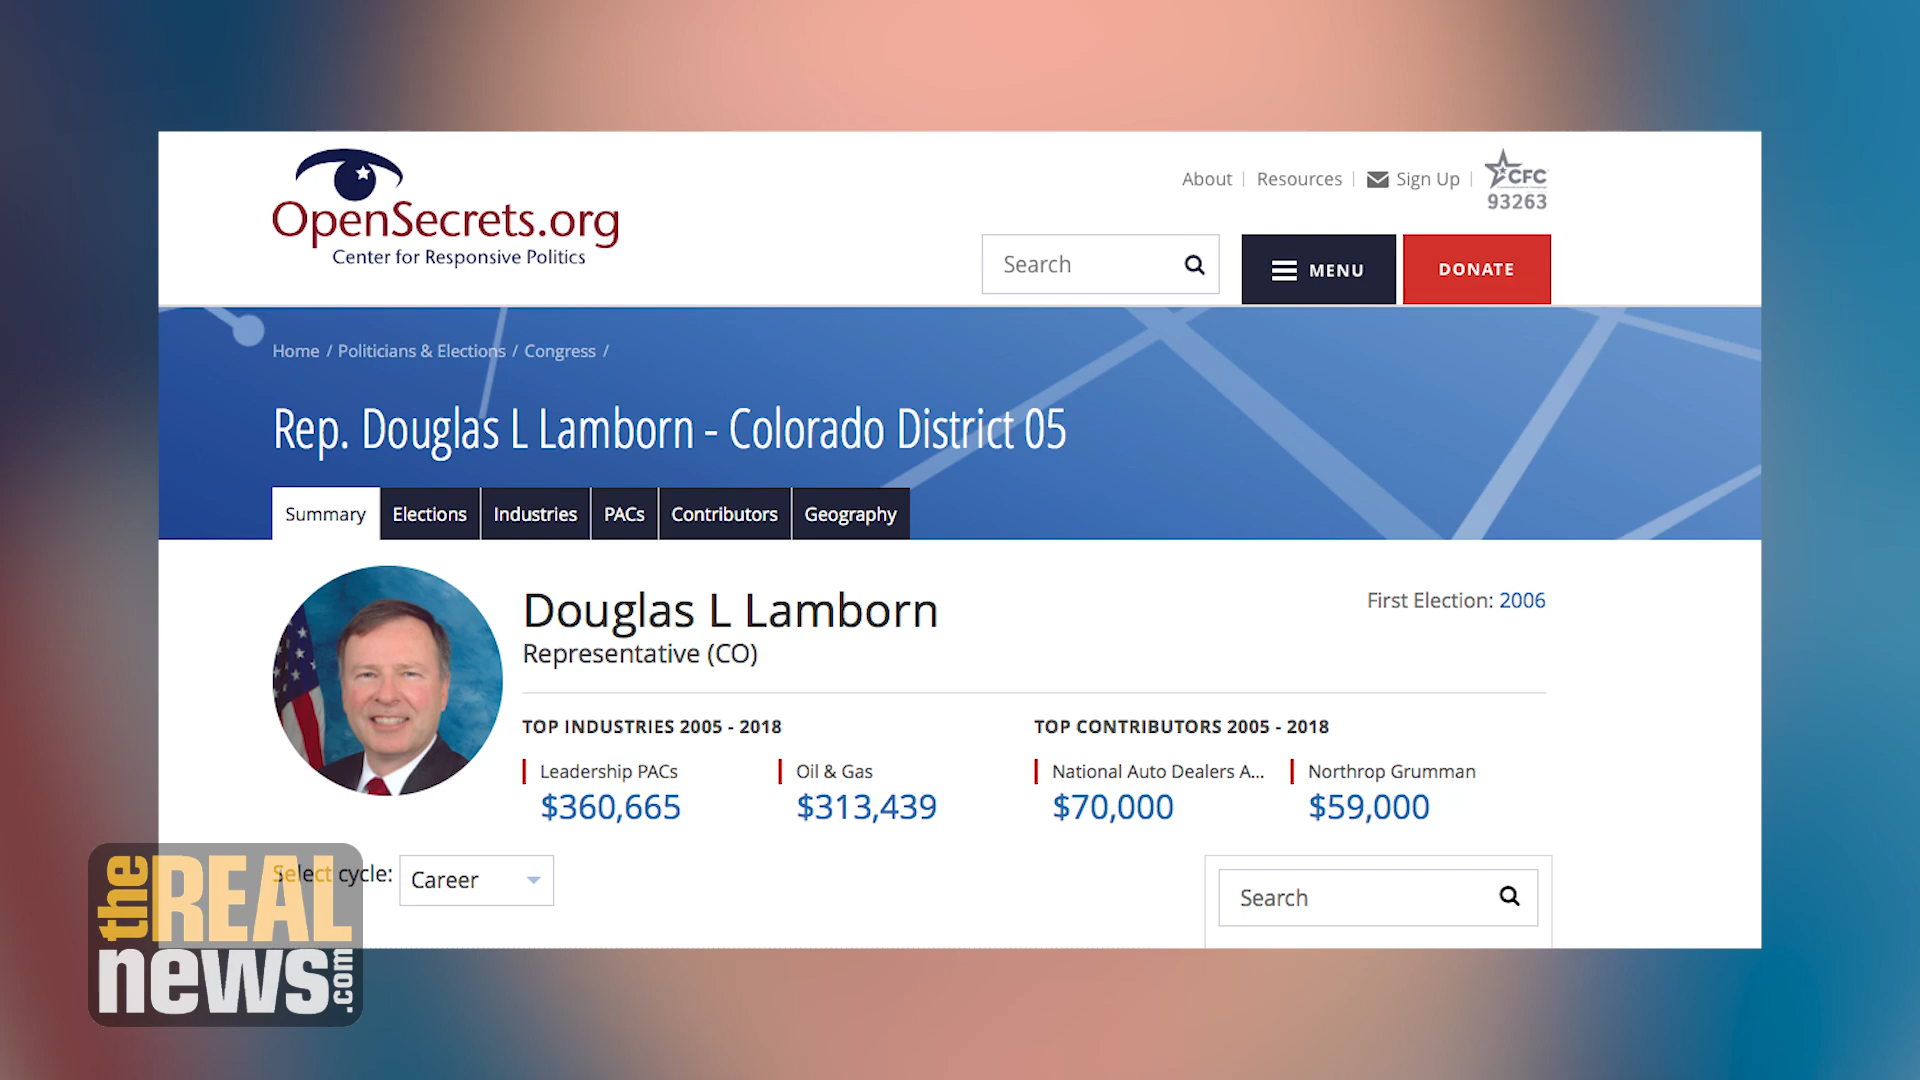 OpenSecrets.org
Center for Responsive Politics
About
Resources
Sign Up
CFC
93263
Search
MENU
DONATE
Home / Politicians & Elections / Congress /
Rep. Douglas L Lamborn - Colorado District 05
Summary
Elections
Industries
PACs
Contributors
Geography
Douglas L Lamborn
Representative (CO)
First Election: 2006
TOP INDUSTRIES 2005 - 2018
Leadership PACs
$360,665
Oil & Gas
$313,439
TOP CONTRIBUTORS 2005 - 2018
National Auto Dealers A...
$70,000
Northrop Grumman
$59,000
Select cycle:
Career
Search
the REAL
news.com